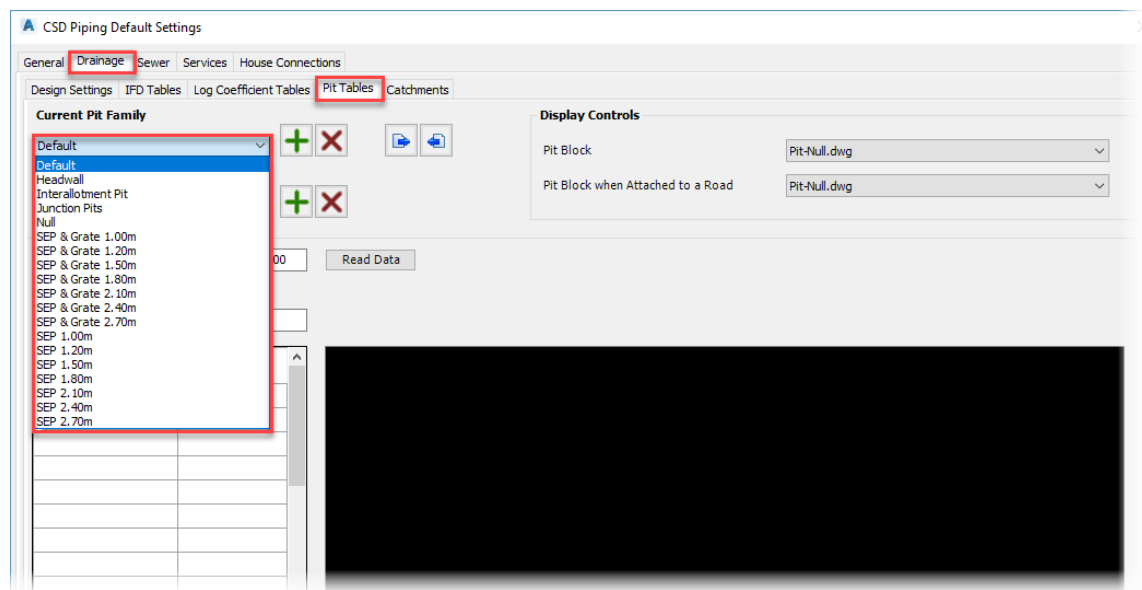 CSD Piping Default Settings
General Drainage Sewer Services House Connections
Design Settings IFD Tables Log Coefficient Tables Pit Tables Catchments
Current Pit Family
Display Controls
Default
Pit Block
Pit-Null.dwg
Default
Headwall
Interallotment Pit
Junction Pits
Null
SEP & Grate 1.00m
SEP & Grate 1.20m
SEP & Grate 1.50m
SEP & Grate 1.80m
SEP & Grate 2.10m
SEP & Grate 2.40m
SEP & Grate 2.70m
SEP 1.00m
SEP 1.20m
SEP 1.50m
SEP 1.80m
SEP 2.10m
SEP 2.40m
SEP 2.70m
Pit Block when Attached to a Road
Pit-Null.dwg
00
Read Data